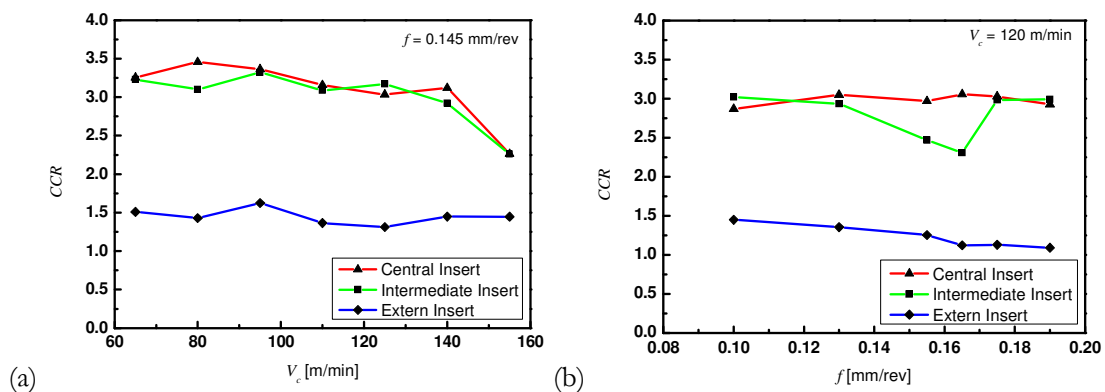 4.0
3.5
3.0
2.5
2.0
1.5
1.0
0.5
0.0
CCR
f = 0.145 mm/rev
Central Insert
Intermediate Insert
Extern Insert
60 80 100 120 140 160
V_c [m/min]
(a)
4.0
3.5
3.0
2.5
2.0
1.5
1.0
0.5
0.0
CCR
V_c = 120 m/min
Central Insert
Intermediate Insert
Extern Insert
0.08 0.10 0.12 0.14 0.16 0.18 0.20
f [mm/rev]
(b)